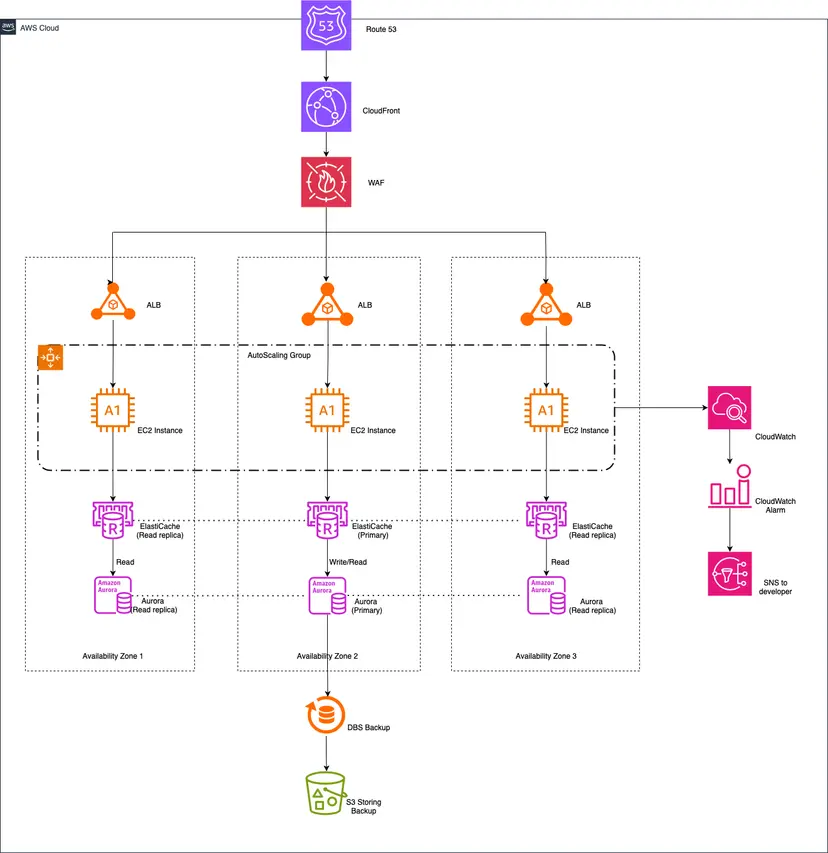 aws
AWS Cloud
53
Route 53
CloudFront
WAF
ALB
ALB
ALB
AutoScaling Group
A1
A1
A1
EC2 Instance
EC2 Instance
EC2 Instance
CloudWatch
R
ElastiCache
(Read replica)
R
ElastiCache
(Primary)
R
ElastiCache
(Read replica)
CloudWatch
Alarm
Read
Write/Read
Read
Amazon
Aurora
Aurora
(Read replica)
Amazon
Aurora
Aurora
(Primary)
Amazon
Aurora
Aurora
(Read replica)
SNS to
developer
Availability Zone 1
Availability Zone 2
Availability Zone 3
DBS Backup
S3 Storing
Backup